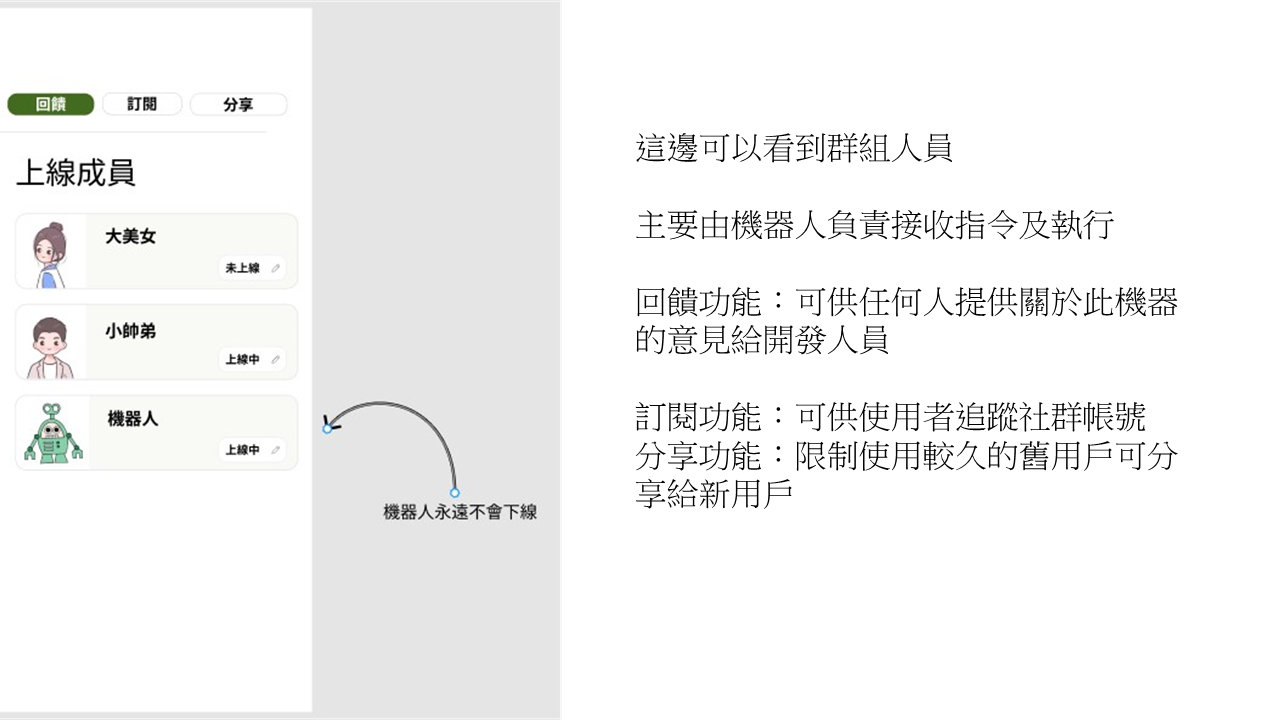 回饋
訂閱
分享
上線成員
大美女
未上線
小帥弟
上線中
機器人
上線中
機器人永遠不會下線
這邊可以看到群組人員
主要由機器人負責接收指令及執行
回饋功能：可供任何人提供關於此機器
的意見給開發人員
訂閱功能：可供使用者追蹤社群帳號
分享功能：限制使用較久的舊用戶可分
享給新用戶